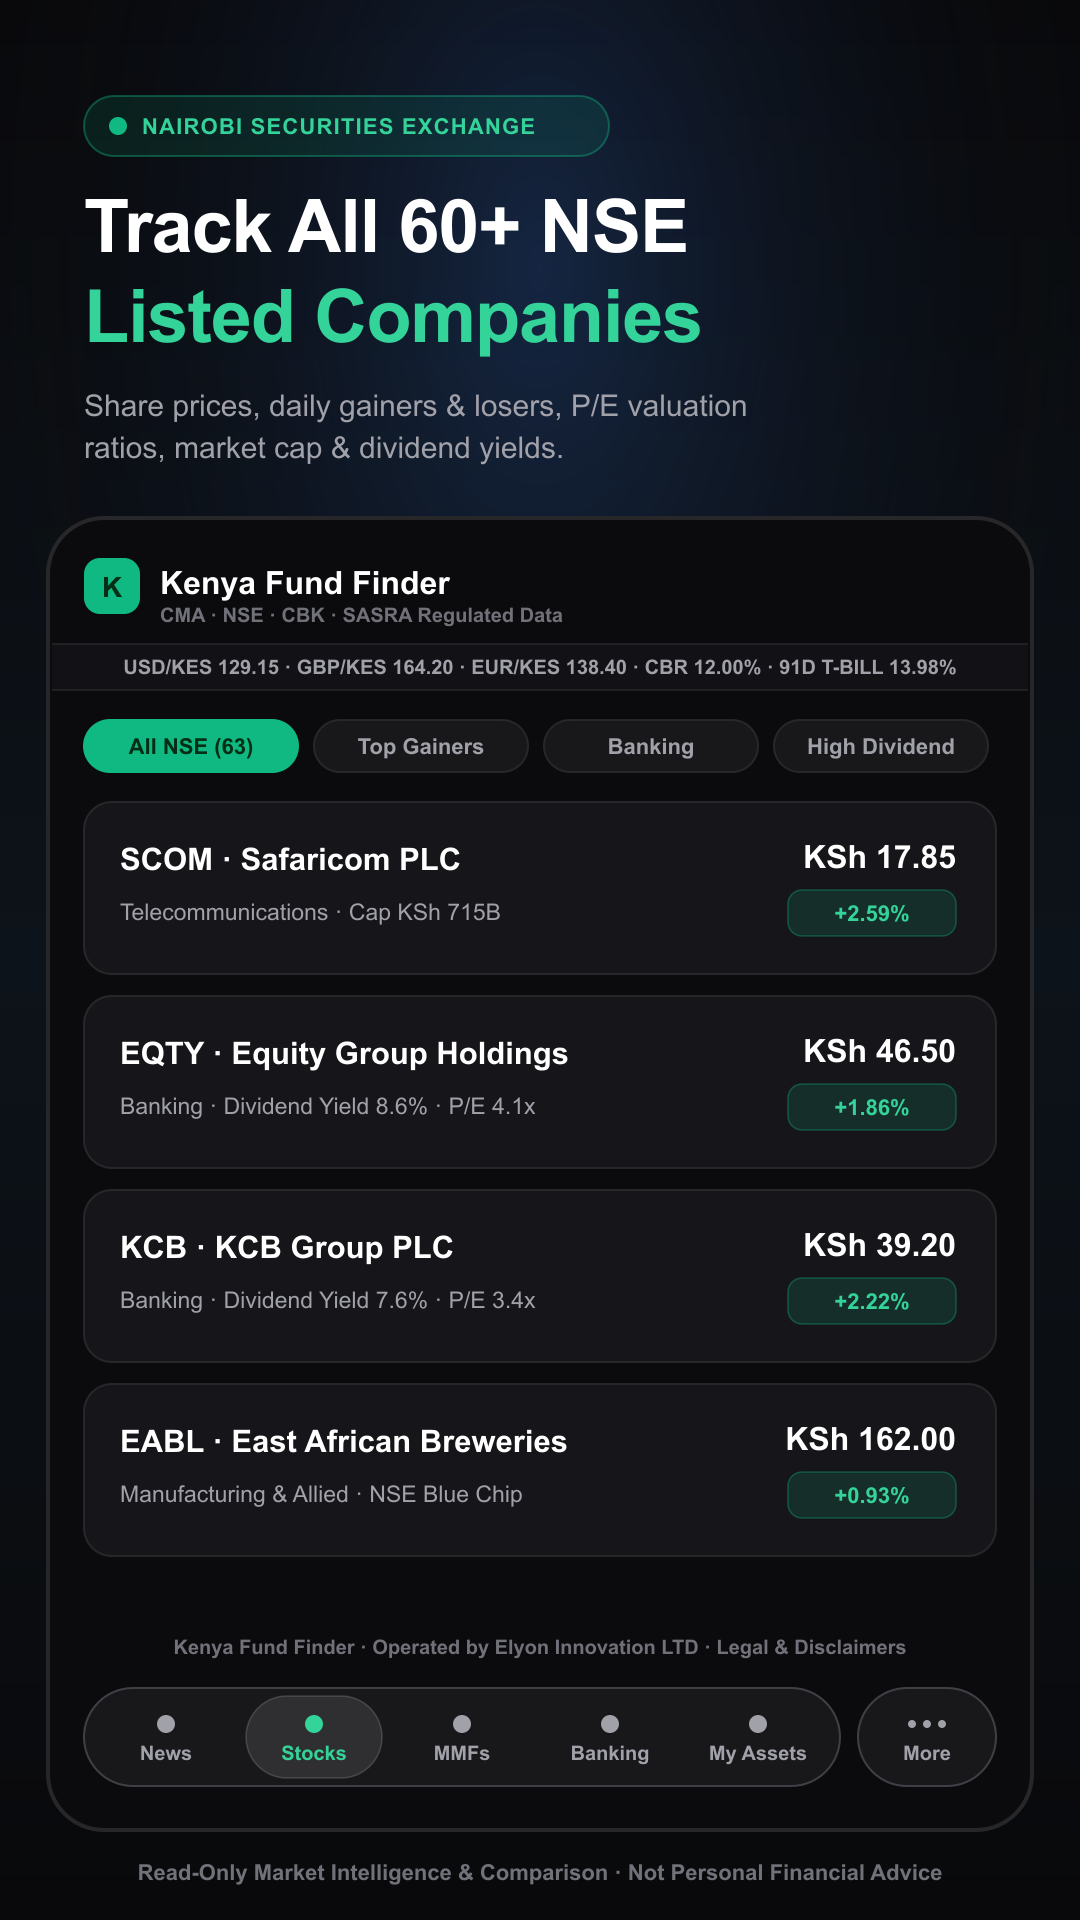 NAIROBI SECURITIES EXCHANGE
Track All 60+ NSE
Listed Companies
Share prices, daily gainers & losers, P/E valuation
ratios, market cap & dividend yields.
K
Kenya Fund Finder
CMA · NSE · CBK · SASRA Regulated Data
USD/KES 129.15 · GBP/KES 164.20 · EUR/KES 138.40 · CBR 12.00% · 91D T-BILL 13.98%
All NSE (63)
Top Gainers
Banking
High Dividend
SCOM · Safaricom PLC
KSh 17.85
Telecommunications · Cap KSh 715B
+2.59%
EQTY · Equity Group Holdings
KSh 46.50
Banking · Dividend Yield 8.6% · P/E 4.1x
+1.86%
KCB · KCB Group PLC
KSh 39.20
Banking · Dividend Yield 7.6% · P/E 3.4x
+2.22%
EABL · East African Breweries
KSh 162.00
Manufacturing & Allied · NSE Blue Chip
+0.93%
Kenya Fund Finder · Operated by Elyon Innovation LTD · Legal & Disclaimers
News
Stocks
MMFs
Banking
My Assets
More
Read-Only Market Intelligence & Comparison · Not Personal Financial Advice